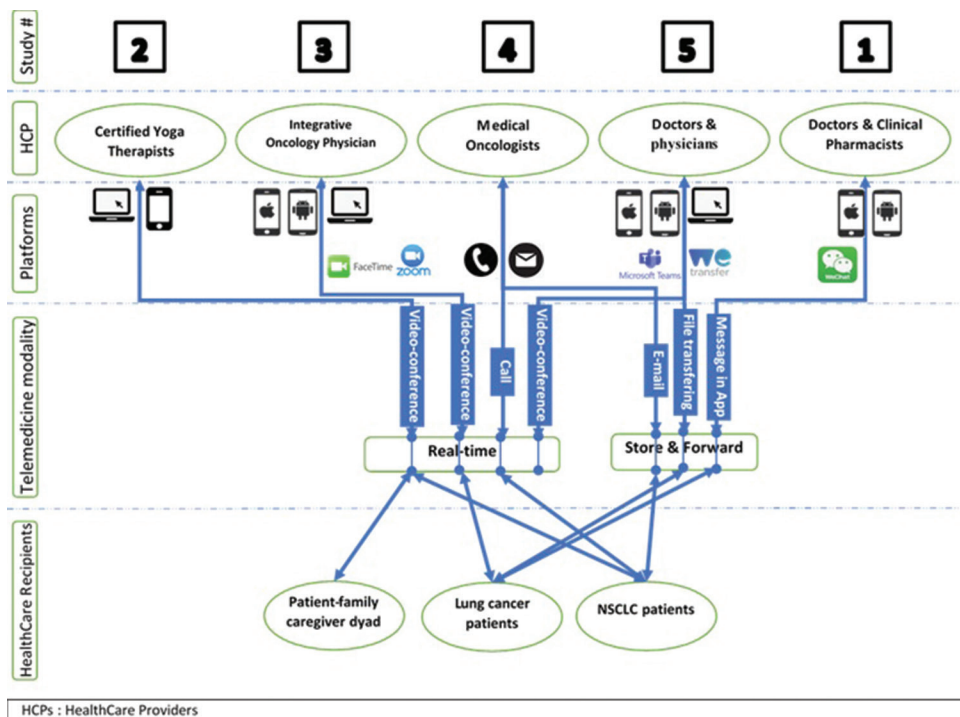 Study #
2
3
4
5
1
HCP
Certified Yoga
Therapists
Integrative
Oncology Physician
Medical
Oncologists
Doctors &
physicians
Doctors & Clinical
Pharmacists
Platforms
FaceTime
zoom
Microsoft Teams
we
transfer
WeChat
Telemedicine modality
Video-conference
Video-conference
Call
Video-conference
E-mail
File transfering
Message in App
Real-time
Store & Forward
HealthCare Recipients
Patient-family
caregiver dyad
Lung cancer
patients
NSCLC patients
HCPs : HealthCare Providers